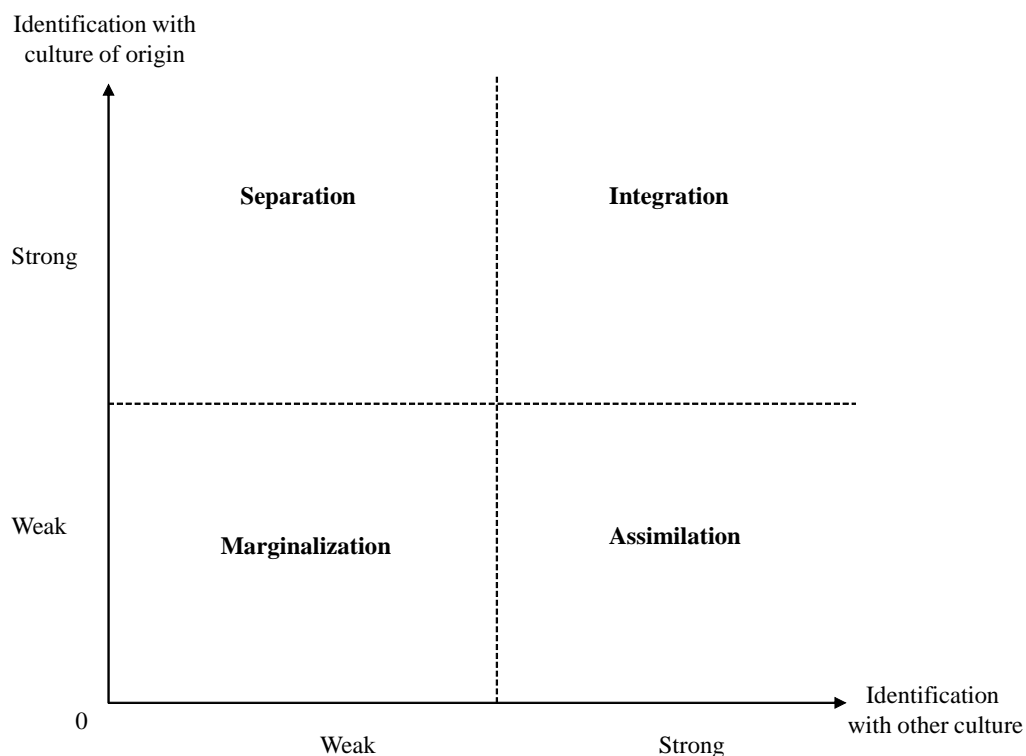 Identification with
culture of origin
Separation
Integration
Strong
Weak
Marginalization
Assimilation
0
Identification
with other culture
Weak
Strong